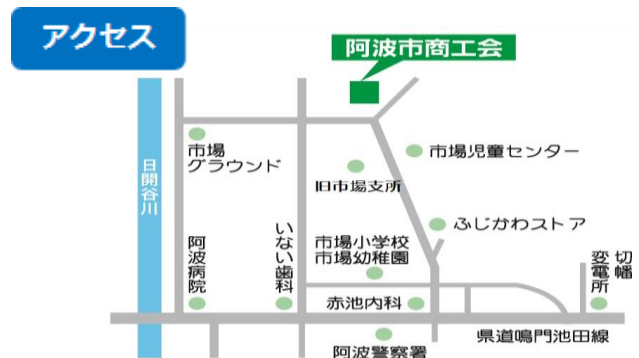 アクセス
阿波市商工会
市場
グラウンド
市場児童センター
旧市場支所
日開谷川
ふじかわストア
いない歯科
市場小学校
市場幼稚園
阿波病院
切幡
変電所
赤池内科
県道鳴門池田線
阿波警察署